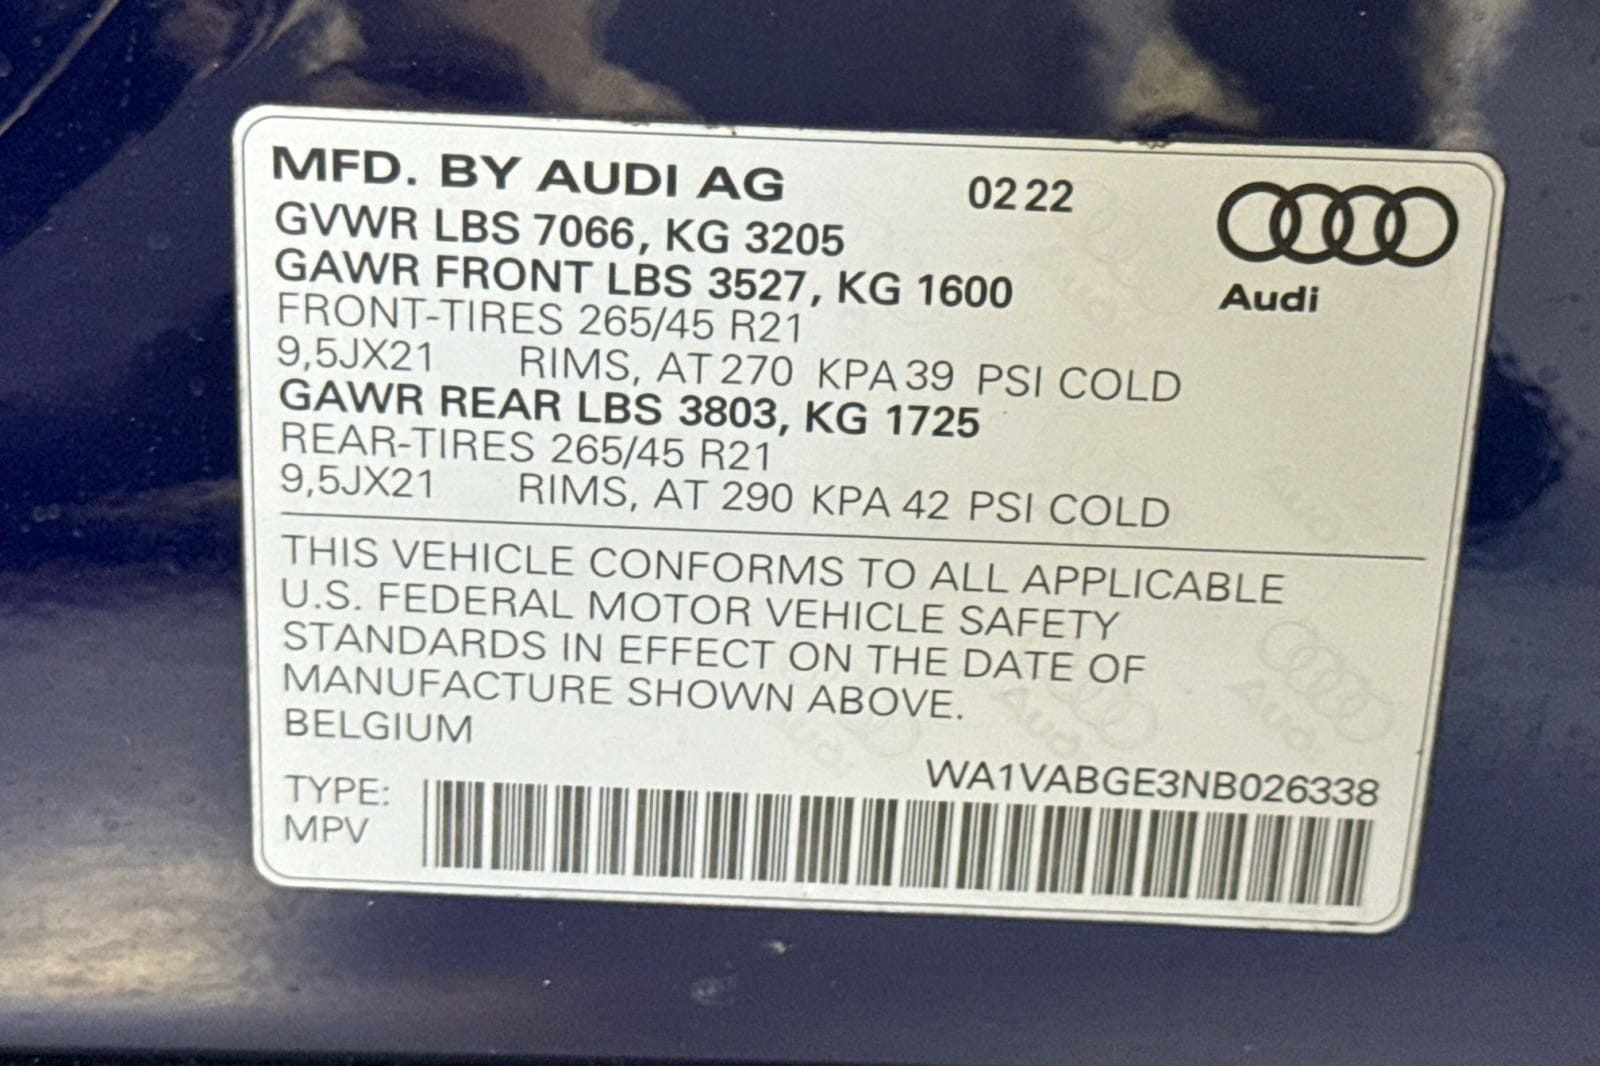 MFD. BY AUDI AG 02 22
GVWR LBS 7066, KG 3205
GAWR FRONT LBS 3527, KG 1600
Audi
FRONT-TIRES 265/45 R21
9,5JX21 RIMS, AT 270 KPA 39 PSI COLD
GAWR REAR LBS 3803, KG 1725
REAR-TIRES 265/45 R21
9,5JX21 RIMS, AT 290 KPA 42 PSI COLD
THIS VEHICLE CONFORMS TO ALL APPLICABLE
U.S. FEDERAL MOTOR VEHICLE SAFETY
STANDARDS IN EFFECT ON THE DATE OF
MANUFACTURE SHOWN ABOVE.
BELGIUM
WA1VABGE3NB026338
TYPE:
MPV